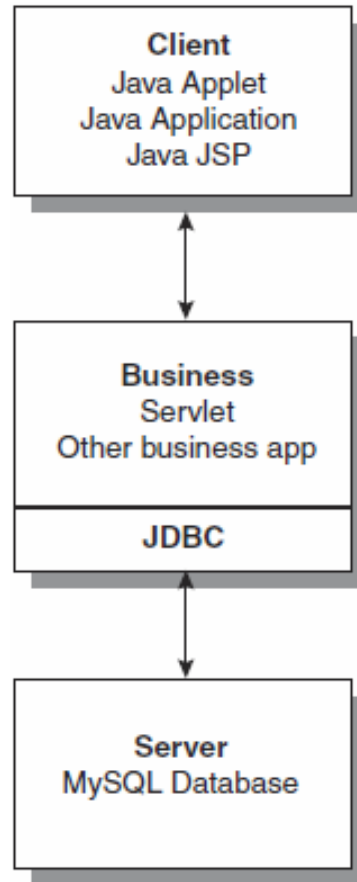 Client
Java Applet
Java Application
Java JSP
Business
Servlet
Other business app
JDBC
Server
MySQL Database